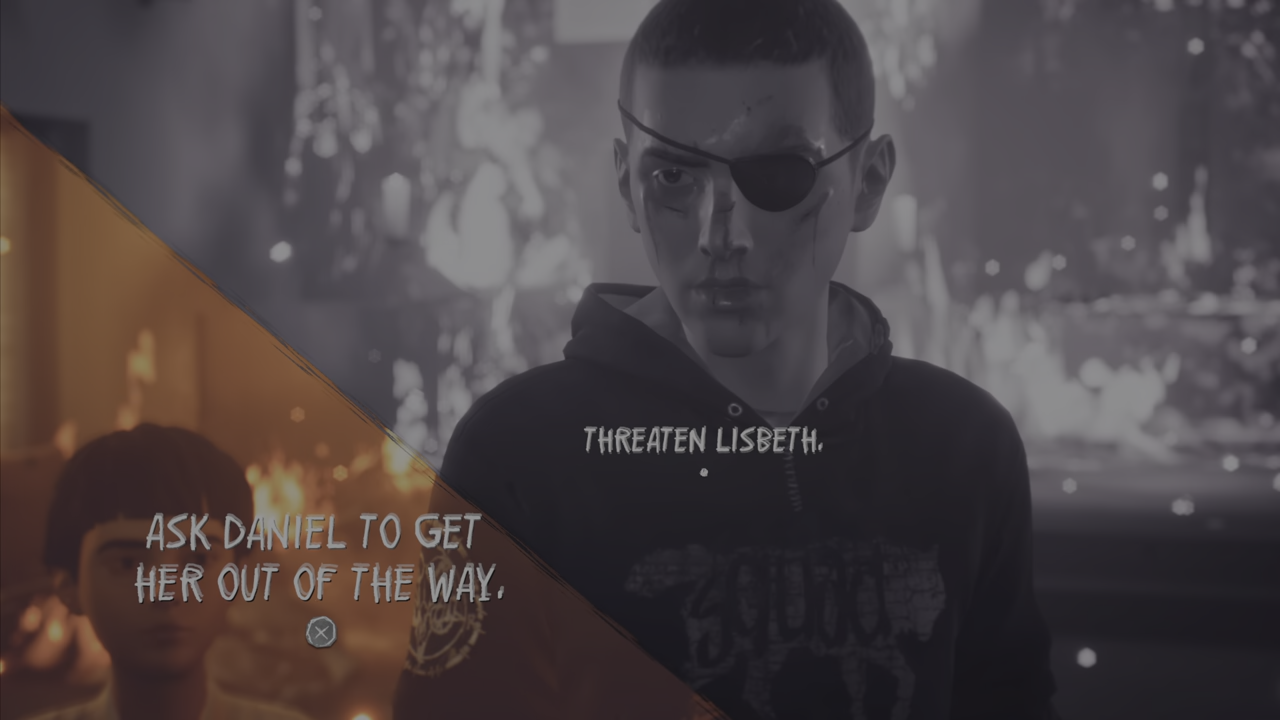 THREATEN LISBETH.
ASK DANIEL TO GET
HER OUT OF THE WAY.